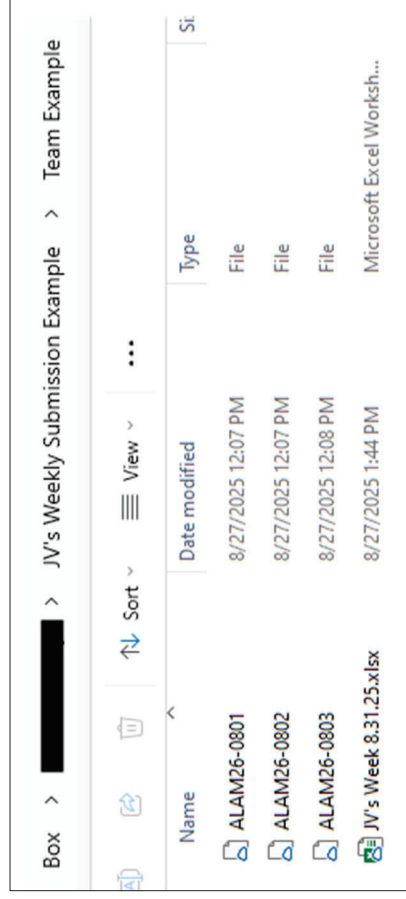 Box > > JV's Weekly Submission Example > Team Example
Sort View ...
Name Date modified Type Si
ALAM26-0801 8/27/2025 12:07 PM File
ALAM26-0802 8/27/2025 12:07 PM File
ALAM26-0803 8/27/2025 12:08 PM File
JV's Week 8.31.25.xlsx 8/27/2025 1:44 PM Microsoft Excel Worksh...